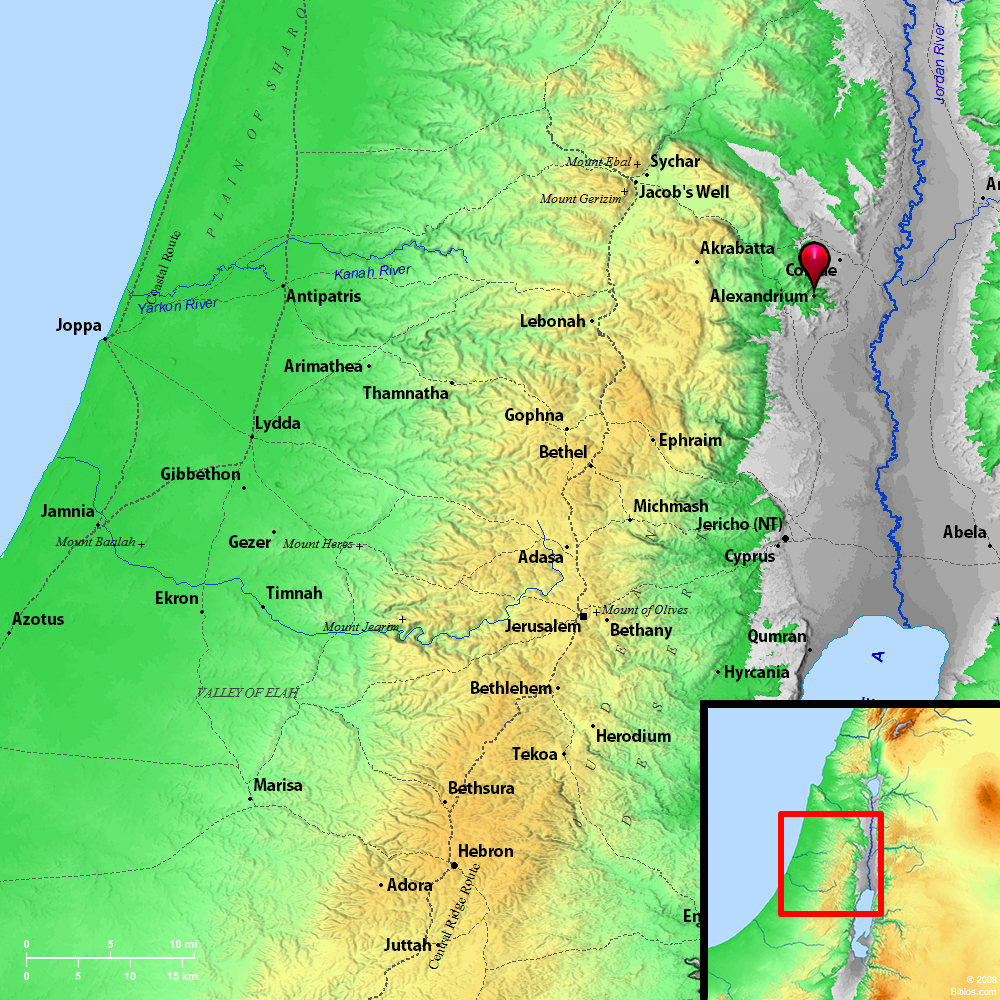 PLAIN OF SHARO
Jordan River
Mount Ebal
Sychar
Jacob's Well
Mount Gerizim
Akrabatta
Coastal Route
Kanah River
Yarkon River
Antipatris
Alexandrium
Joppa
Lebonah
Arimathea
Thamnatha
Gophna
Lydda
Ephraim
Bethel
Gibbethon
Michmash
Jamnia
Jericho (NT)
Mount Baalah
Gezer
Mount Heres
Abela
Adasa
Cyprus
Ekron
Timnah
Mount of Olives
Azotus
Mount Jearim
Jerusalem
Bethany
Qumran
A
Hyrcania
VALLEY OF ELAH
Bethlehem
Herodium
Tekoa
Marisa
Bethsura
Hebron
Adora
Central Ridge Route
En
Juttah
0 5 10 mi
0 5 10 15 km
© 2008
Biblos.com